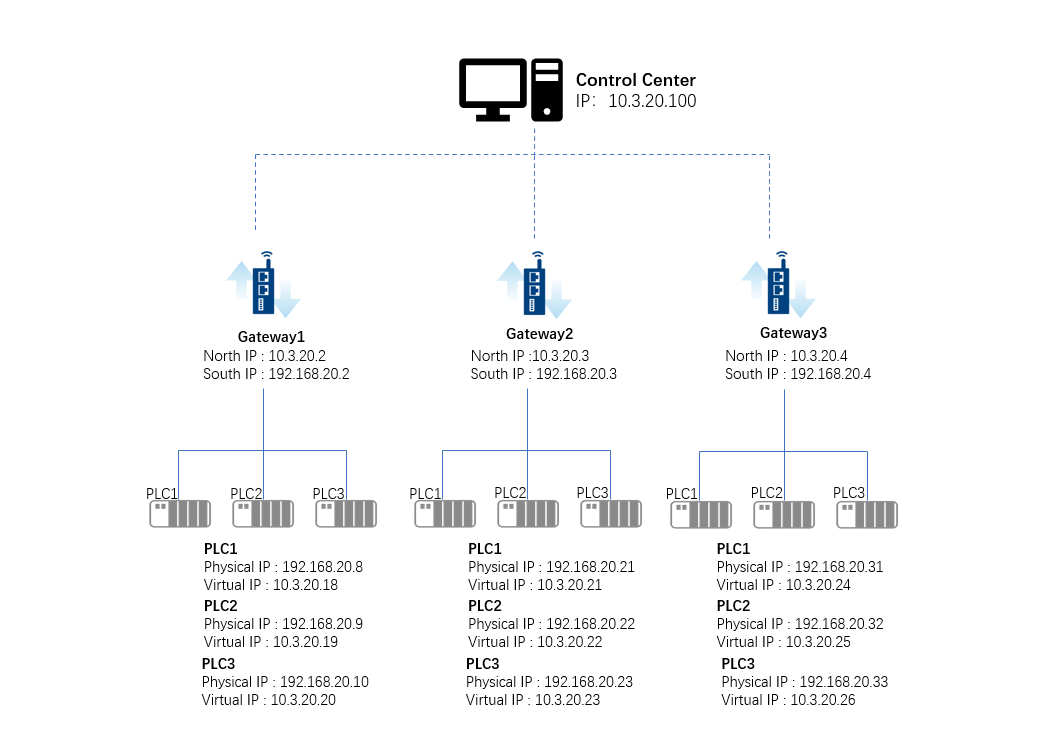 Control Center
IP: 10.3.20.100
Gateway1
North IP : 10.3.20.2
South IP : 192.168.20.2
Gateway2
North IP :10.3.20.3
South IP : 192.168.20.3
Gateway3
North IP : 10.3.20.4
South IP : 192.168.20.4
PLC1 PLC2 PLC3
PLC1 PLC2 PLC3
PLC1 PLC2 PLC3
PLC1
Physical IP : 192.168.20.8
Virtual IP : 10.3.20.18
PLC2
Physical IP : 192.168.20.9
Virtual IP : 10.3.20.19
PLC3
Physical IP : 192.168.20.10
Virtual IP : 10.3.20.20
PLC1
Physical IP : 192.168.20.21
Virtual IP : 10.3.20.21
PLC2
Physical IP : 192.168.20.22
Virtual IP : 10.3.20.22
PLC3
Physical IP : 192.168.20.23
Virtual IP : 10.3.20.23
PLC1
Physical IP : 192.168.20.31
Virtual IP : 10.3.20.24
PLC2
Physical IP : 192.168.20.32
Virtual IP : 10.3.20.25
PLC3
Physical IP : 192.168.20.33
Virtual IP : 10.3.20.26